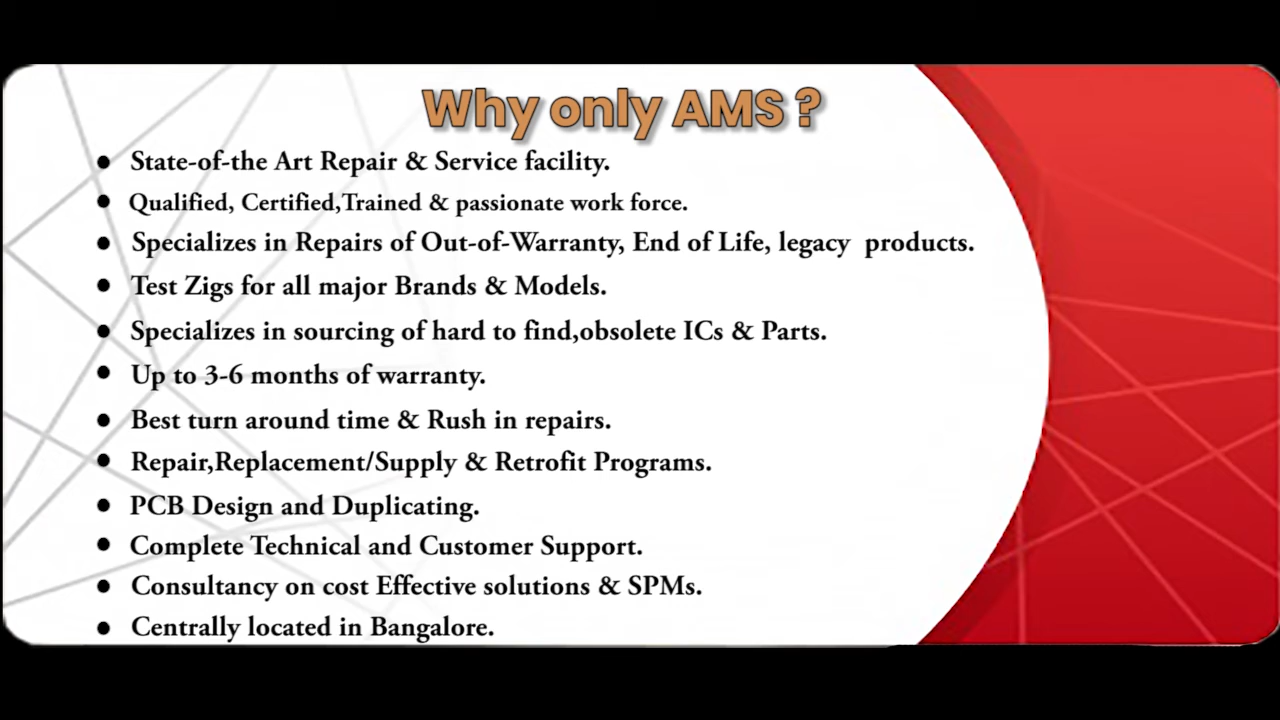 Why only AMS ?
● State-of-the Art Repair & Service facility.
● Qualified, Certified,Trained & passionate work force.
● Specializes in Repairs of Out-of-Warranty, End of Life, legacy  products.
● Test Zigs for all major Brands & Models.
● Specializes in sourcing of hard to find,obsolete ICs & Parts.
● Up to 3-6 months of warranty.
● Best turn around time & Rush in repairs.
● Repair,Replacement/Supply & Retrofit Programs.
● PCB Design and Duplicating.
● Complete Technical and Customer Support.
● Consultancy on cost Effective solutions & SPMs.
● Centrally located in Bangalore.